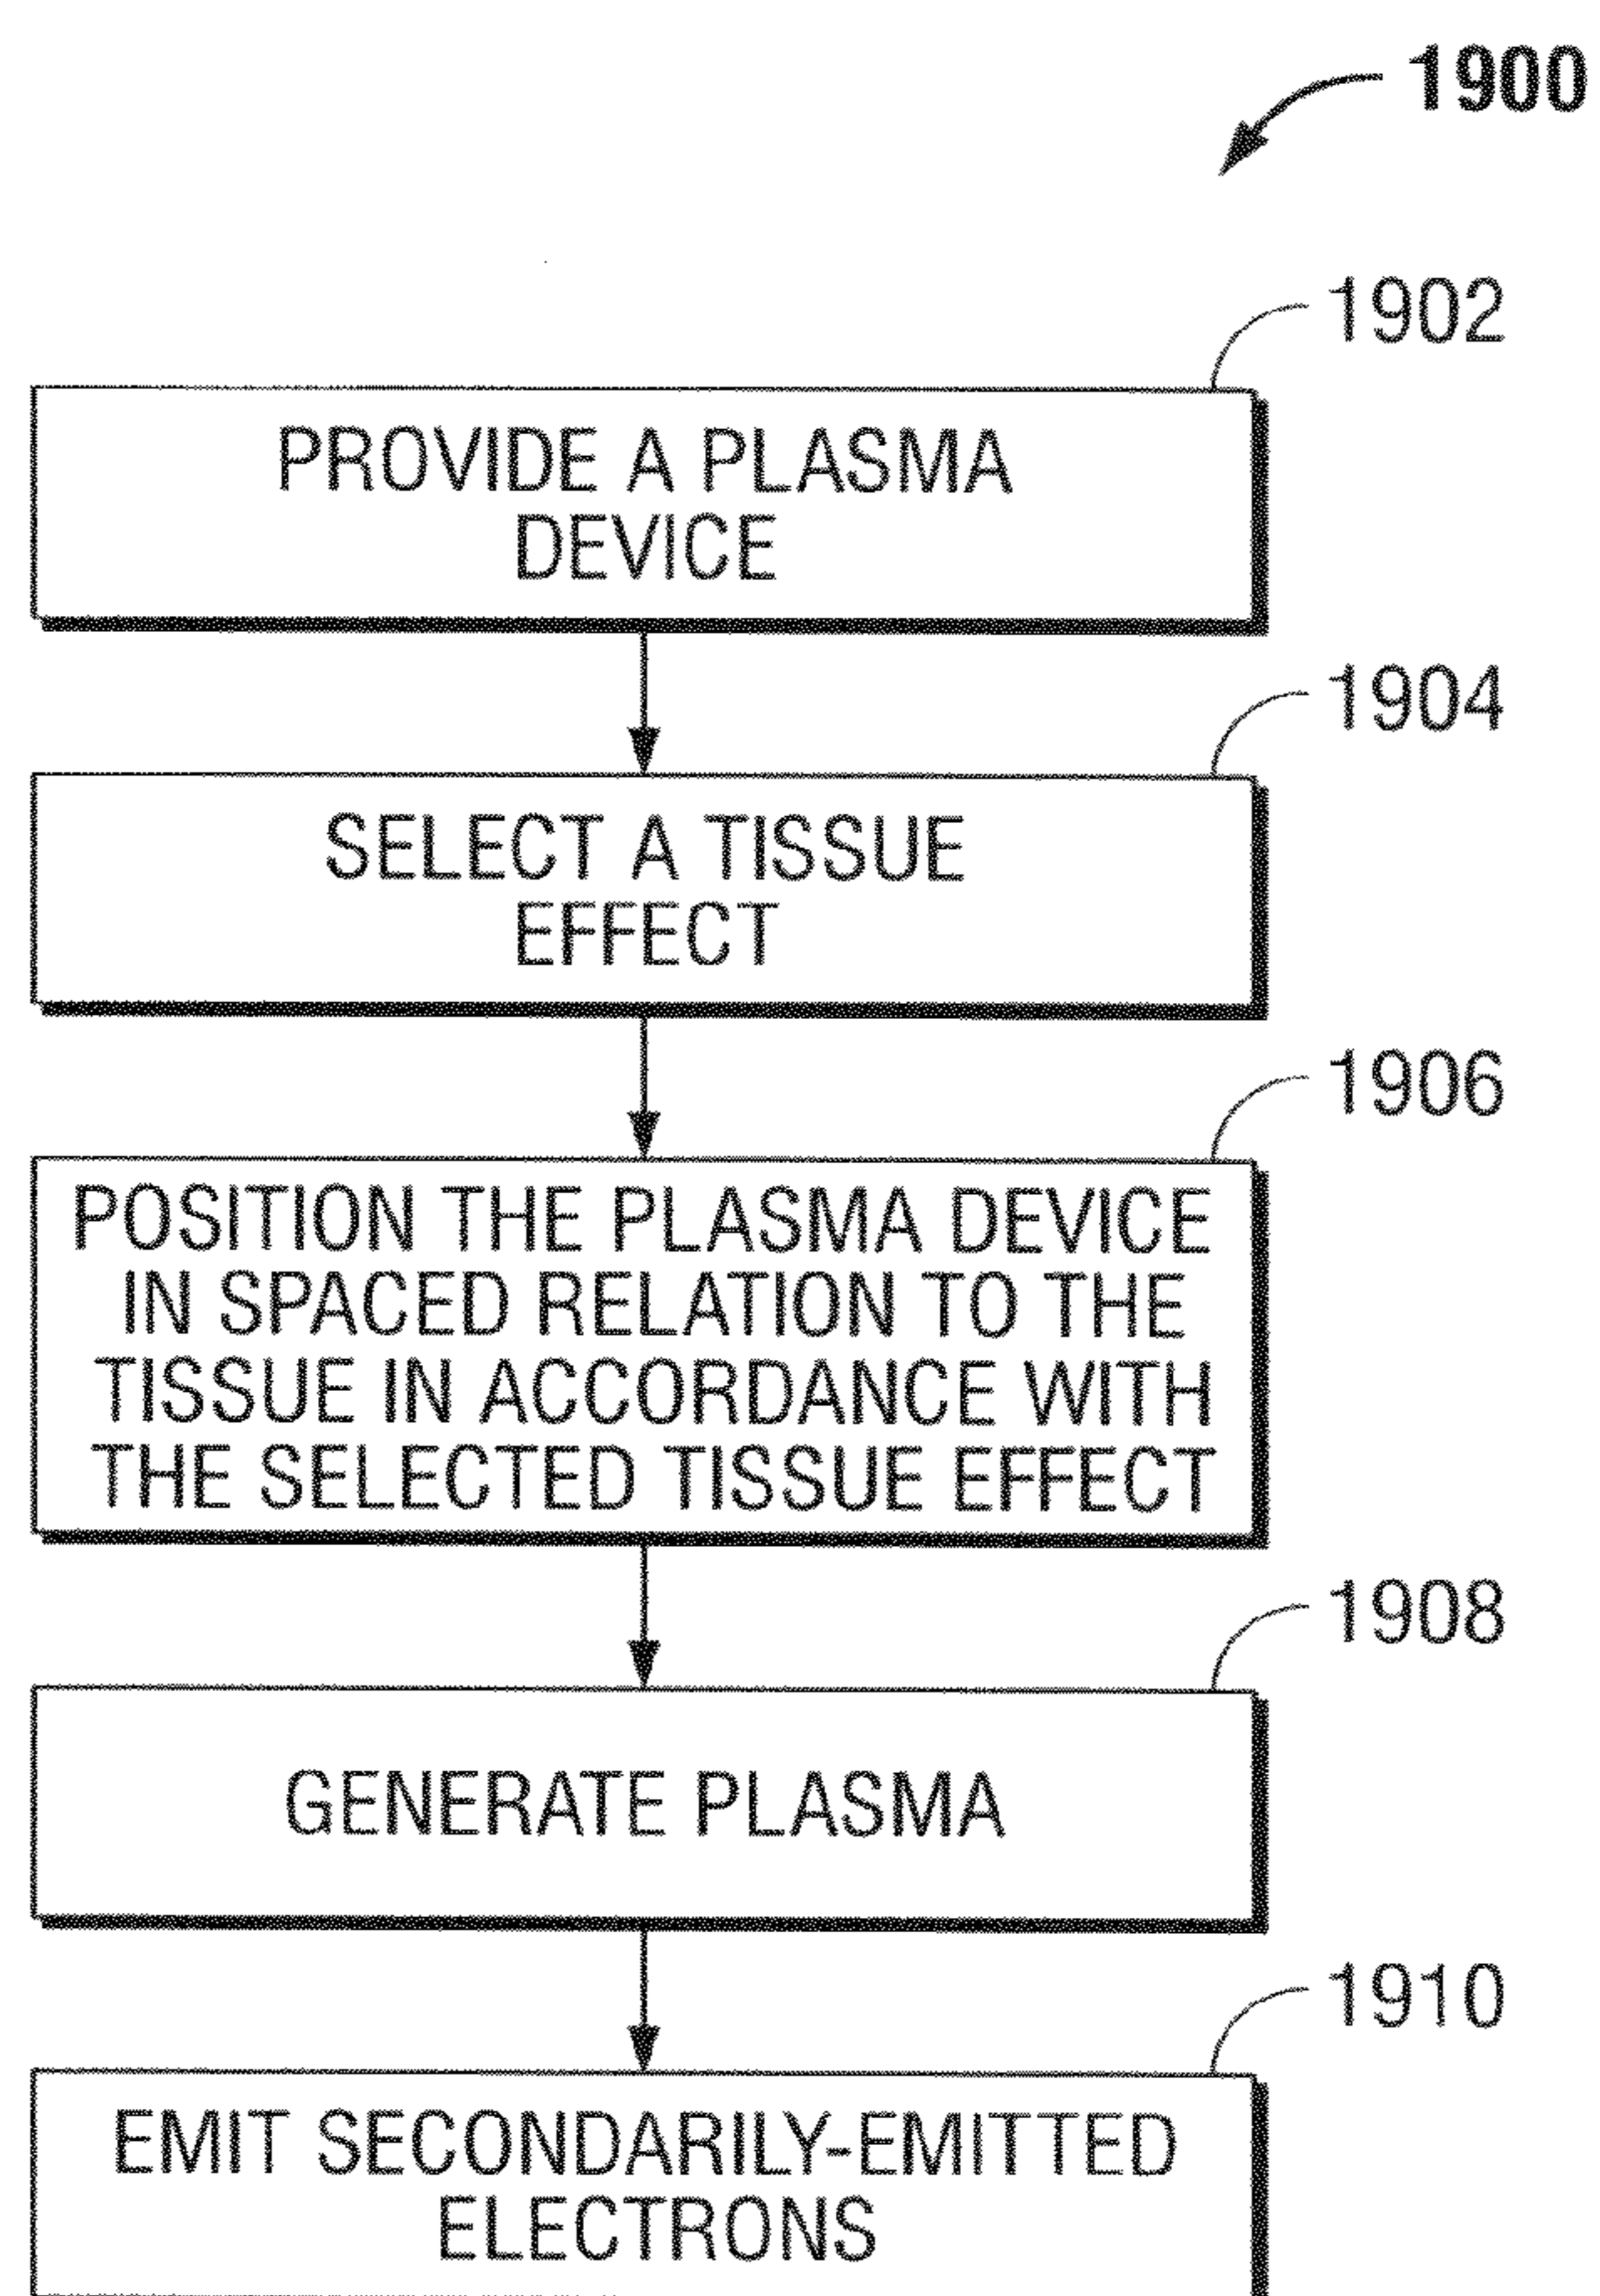 1900
1902
PROVIDE A PLASMA
DEVICE
1904
SELECT A TISSUE
EFFECT
1906
POSITION THE PLASMA DEVICE
IN SPACED RELATION TO THE
TISSUE IN ACCORDANCE WITH
THE SELECTED TISSUE EFFECT
1908
GENERATE PLASMA
1910
EMIT SECONDARILY-EMITTED
ELECTRONS